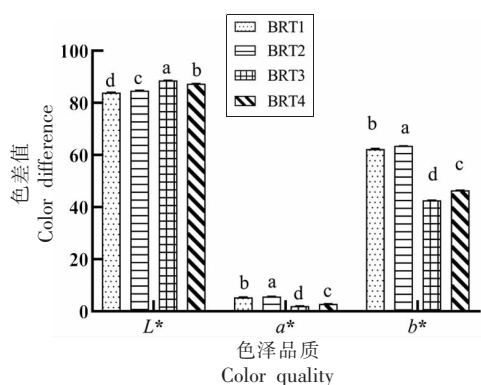 BRT1
BRT2
BRT3
BRT4
100
80
60
40
20
0
色差值
Color difference
d c a b
b a d c
b a d c
L* a* b*
色泽品质
Color quality